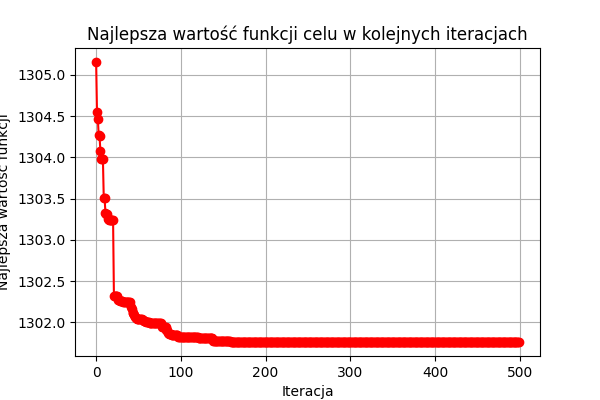 Najlepsza wartość funkcji celu w kolejnych iteracjach
Najlepsza wartość funkcji
1305.0
1304.5
1304.0
1303.5
1303.0
1302.5
1302.0
0 100 200 300 400 500
Iteracja